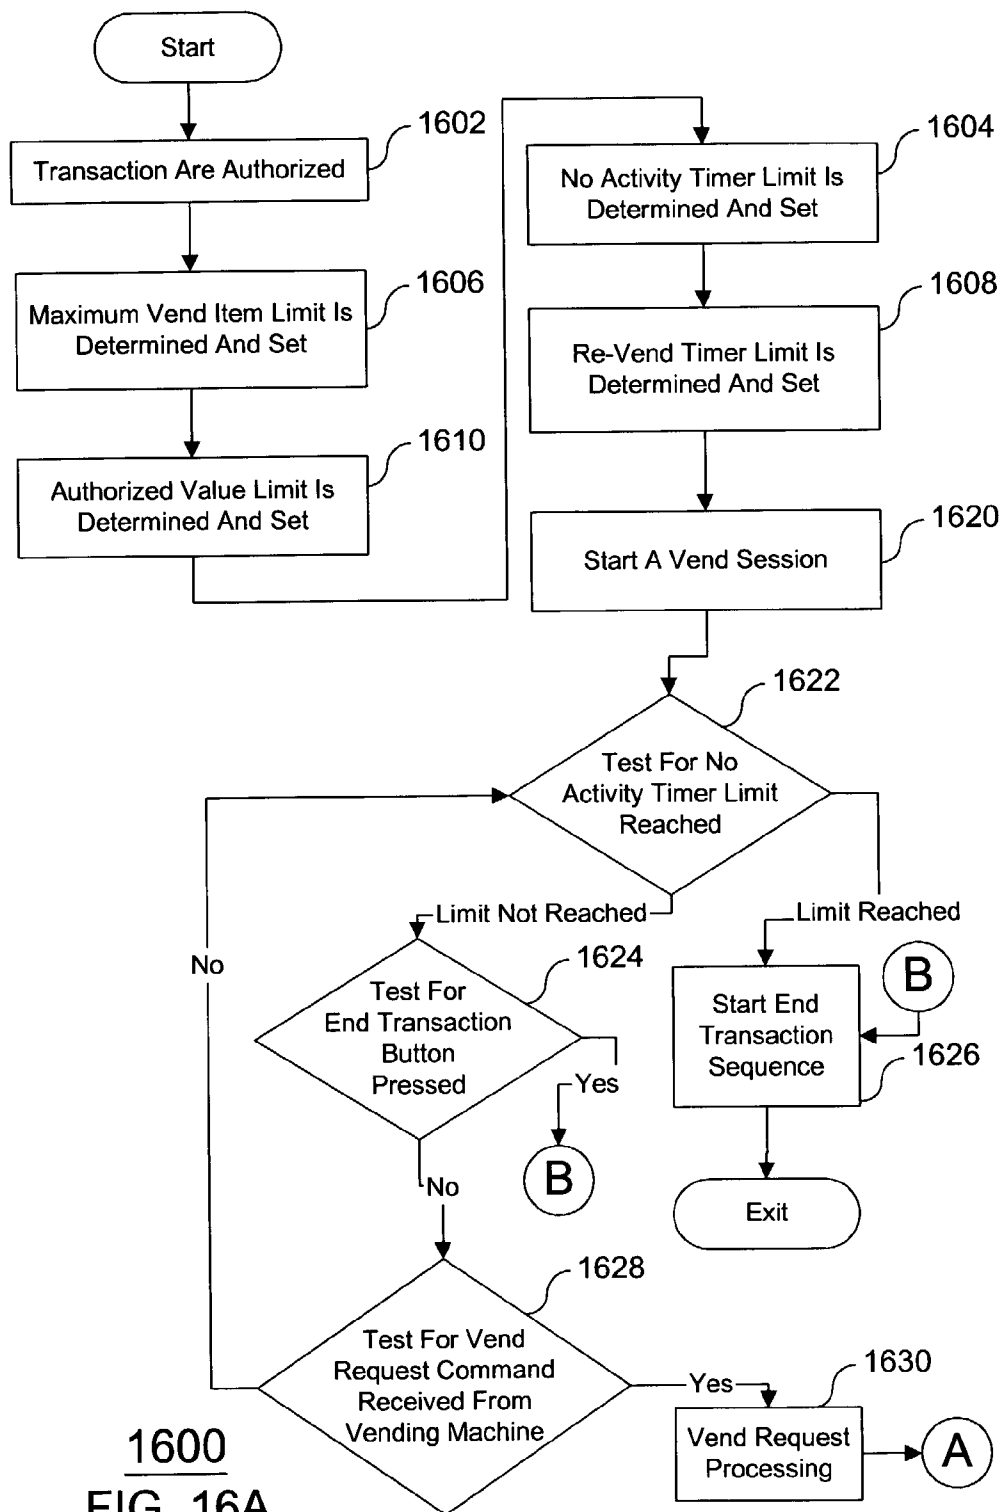 Start
1602
Transaction Are Authorized
1606
Maximum Vend Item Limit Is
Determined And Set
1610
Authorized Value Limit Is
Determined And Set
1604
No Activity Timer Limit Is
Determined And Set
1608
Re-Vend Timer Limit Is
Determined And Set
1620
Start A Vend Session
1622
Test For No
Activity Timer Limit
Reached
Limit Not Reached
Limit Reached
No
1624
Test For
End Transaction
Button
Pressed
Yes
B
B
Start End
Transaction
Sequence
1626
No
Exit
1628
Test For Vend
Request Command
Received From
Vending Machine
Yes
1630
Vend Request
Processing
A
1600
FIG. 16A